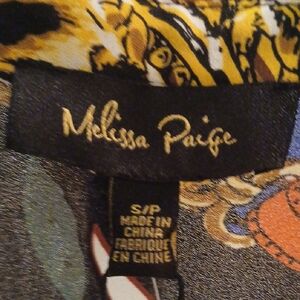 Melissa Paige
S/P
MADE IN
CHINA
FABRIQUE
EN CHINE